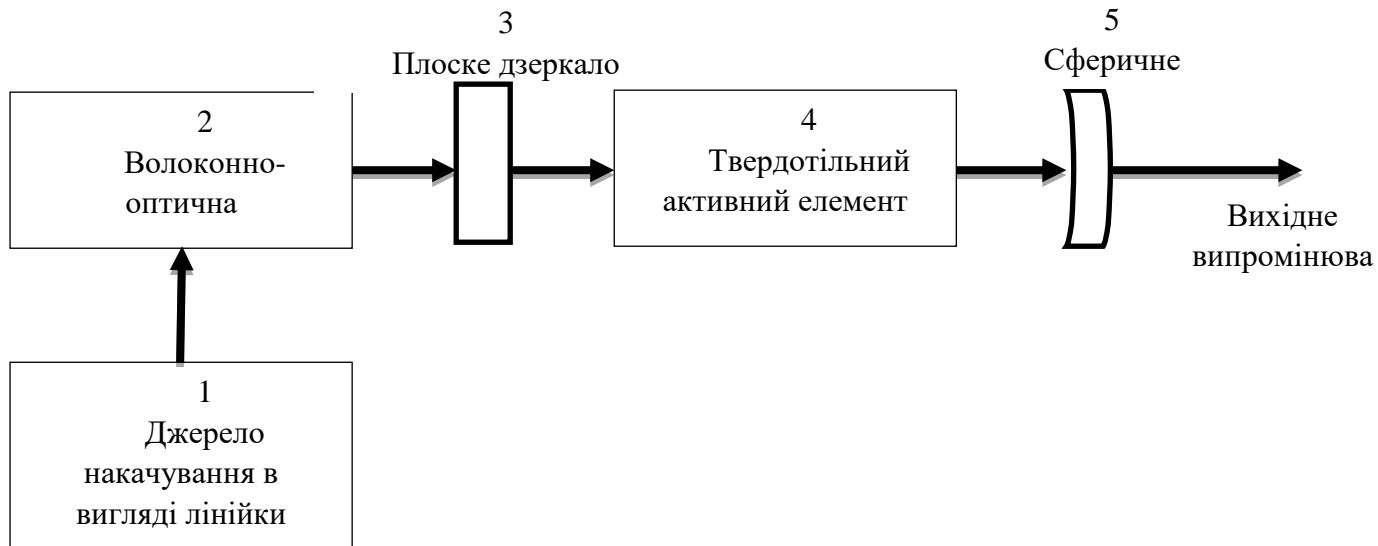 3
Плоске дзеркало
5
Сферичне
2
Волоконно-
оптична
4
Твердотільний
активний елемент
Вихідне
випромінюва
1
Джерело
накачування в
вигляді лінійки